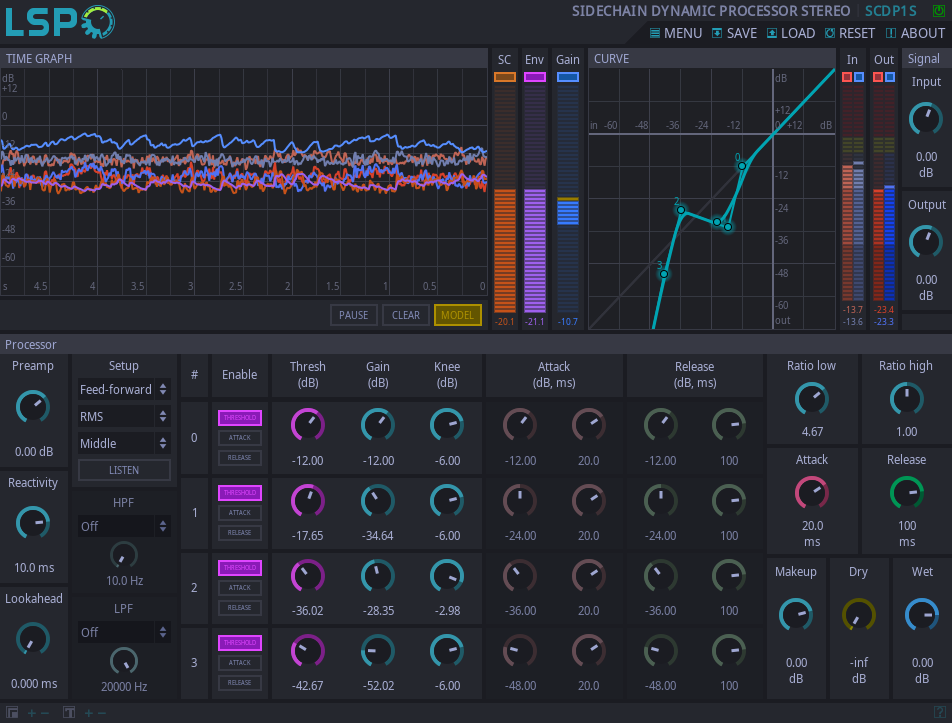 LSP
SIDECHAIN DYNAMIC PROCESSOR STEREO SCDP1S
MENU SAVE LOAD RESET ABOUT
TIME GRAPH
SC Env Gain
CURVE
In Out
Signal
dB
+12
0
-36
-48
-60
s 4.5 4 3.5 3 2.5 2 1.5 1 0.5 0
-20.1 -21.1 -10.7
dB
+12
in -60 -48 -36 -24 -12 0 +12 dB
-12
-24
-36
-48
-60
out
0
2
3
-13.7 -23.4
-13.6 -23.3
Input
0.00
dB
Output
0.00
dB
PAUSE CLEAR MODEL
Processor
Preamp
0.00 dB
Reactivity
10.0 ms
Lookahead
0.000 ms
Setup
Feed-forward
RMS
Middle
LISTEN
HPF
Off
10.0 Hz
LPF
Off
20000 Hz
# Enable Thresh (dB) Gain (dB) Knee (dB) Attack (dB, ms) Release (dB, ms)
THRESHOLD
ATTACK
RELEASE
0 -12.00 -12.00 -6.00 -12.00 20.0 -12.00 100
THRESHOLD
ATTACK
RELEASE
1 -17.65 -34.64 -6.00 -24.00 20.0 -24.00 100
THRESHOLD
ATTACK
RELEASE
2 -36.02 -28.35 -2.98 -36.00 20.0 -36.00 100
THRESHOLD
ATTACK
RELEASE
3 -42.67 -52.02 -6.00 -48.00 20.0 -48.00 100
Ratio low Ratio high
4.67 1.00
Attack Release
20.0 100
ms ms
Makeup Dry Wet
0.00 -inf 0.00
dB dB dB